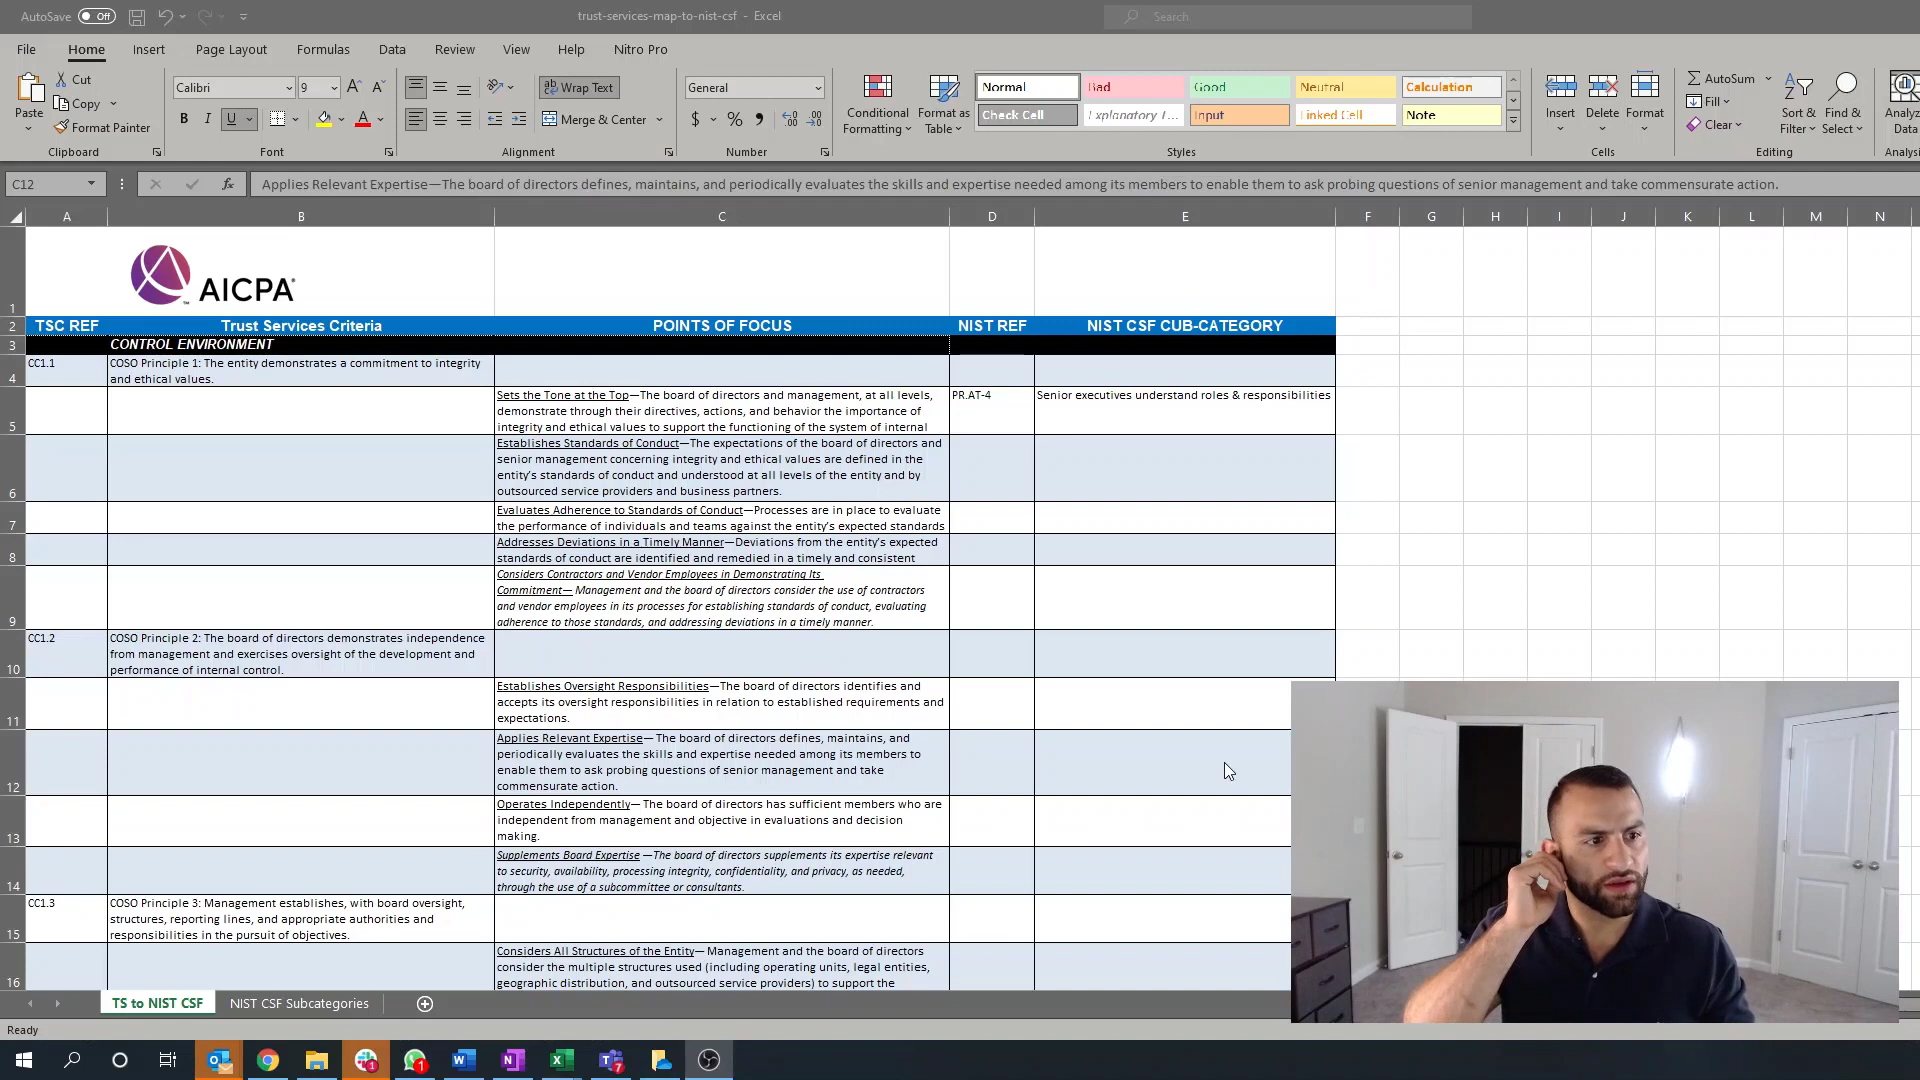 AutoSave Off
trust-services-map-to-nist-csf - Excel
Search
File Home Insert Page Layout Formulas Data Review View Help Nitro Pro
Paste
Cut
Copy
Format Painter
Clipboard
Calibri 9
B I U
Font
Wrap Text
Merge & Center
Alignment
General
$ %
Number
Conditional
Formatting
Format as
Table
Normal Bad Good Neutral Calculation
Check Cell Explanatory T... Input Linked Cell Note
Styles
Insert Delete Format
Cells
AutoSum
Fill
Clear
Sort &
Filter
Find &
Select
Editing
Analyz
Data
Analysis
C12
fx
Applies Relevant Expertise—The board of directors defines, maintains, and periodically evaluates the skills and expertise needed among its members to enable them to ask probing questions of senior management and take commensurate action.
A B C D E F G H I J K L M N
AICPA
1
2 TSC REF Trust Services Criteria POINTS OF FOCUS NIST REF NIST CSF CUB-CATEGORY
3 CONTROL ENVIRONMENT
CC1.1 COSO Principle 1: The entity demonstrates a commitment to integrity
4 and ethical values.
Sets the Tone at the Top—The board of directors and management, at all levels, PR.AT-4 Senior executives understand roles & responsibilities
demonstrate through their directives, actions, and behavior the importance of
5 integrity and ethical values to support the functioning of the system of internal
Establishes Standards of Conduct—The expectations of the board of directors and
senior management concerning integrity and ethical values are defined in the
entity's standards of conduct and understood at all levels of the entity and by
6 outsourced service providers and business partners.
Evaluates Adherence to Standards of Conduct—Processes are in place to evaluate
7 the performance of individuals and teams against the entity's expected standards
Addresses Deviations in a Timely Manner—Deviations from the entity's expected
8 standards of conduct are identified and remedied in a timely and consistent
Considers Contractors and Vendor Employees in Demonstrating Its
Commitment— Management and the board of directors consider the use of contractors
and vendor employees in its processes for establishing standards of conduct, evaluating
9 adherence to those standards, and addressing deviations in a timely manner.
CC1.2 COSO Principle 2: The board of directors demonstrates independence
from management and exercises oversight of the development and
10 performance of internal control.
Establishes Oversight Responsibilities—The board of directors identifies and
accepts its oversight responsibilities in relation to established requirements and
11 expectations.
Applies Relevant Expertise— The board of directors defines, maintains, and
periodically evaluates the skills and expertise needed among its members to
enable them to ask probing questions of senior management and take
12 commensurate action.
Operates Independently— The board of directors has sufficient members who are
independent from management and objective in evaluations and decision
13 making.
Supplements Board Expertise —The board of directors supplements its expertise relevant
to security, availability, processing integrity, confidentiality, and privacy, as needed,
14 through the use of a subcommittee or consultants.
CC1.3 COSO Principle 3: Management establishes, with board oversight,
structures, reporting lines, and appropriate authorities and
15 responsibilities in the pursuit of objectives.
Considers All Structures of the Entity— Management and the board of directors
consider the multiple structures used (including operating units, legal entities,
16 geographic distribution, and outsourced service providers) to support the
TS to NIST CSF NIST CSF Subcategories
Ready
1 1 7